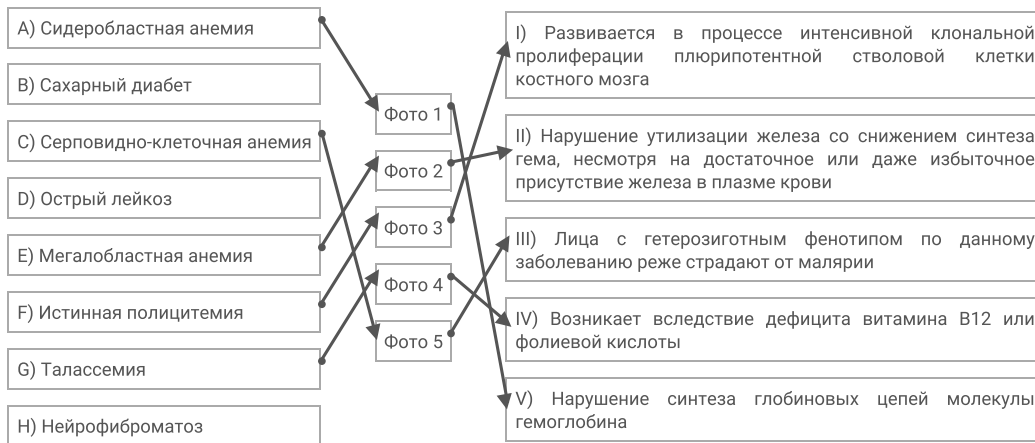 A) Сидеробластная анемия
B) Сахарный диабет
C) Серповидно-клеточная анемия
D) Острый лейкоз
E) Мегалобластная анемия
F) Истинная полицитемия
G) Талассемия
H) Нейрофиброматоз
Фото 1
Фото 2
Фото 3
Фото 4
Фото 5
I) Развивается в процессе интенсивной клональной
пролиферации плюрипотентной стволовой клетки
костного мозга
II) Нарушение утилизации железа со снижением синтеза
гема, несмотря на достаточное или даже избыточное
присутствие железа в плазме крови
III) Лица с гетерозиготным фенотипом по данному
заболеванию реже страдают от малярии
IV) Возникает вследствие дефицита витамина B12 или
фолиевой кислоты
V) Нарушение синтеза глобиновых цепей молекулы
гемоглобина